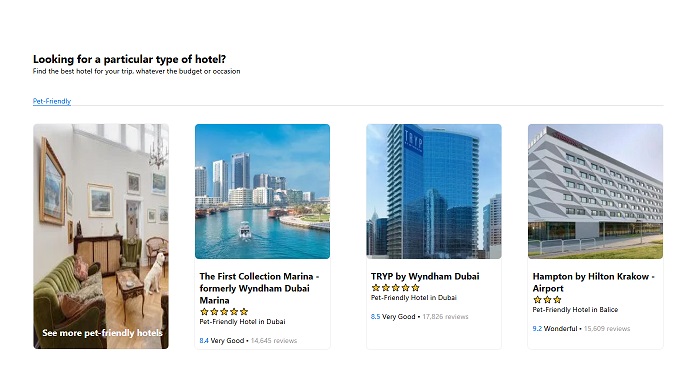 Looking for a particular type of hotel?
Find the best hotel for your trip, whatever the budget or occasion
Pet-Friendly
See more pet-friendly hotels
The First Collection Marina -
formerly Wyndham Dubai
Marina
Pet-Friendly Hotel in Dubai
8.4 Very Good • 14,645 reviews
TRYP
TRYP by Wyndham Dubai
Pet-Friendly Hotel in Dubai
8.5 Very Good • 17,826 reviews
Hampton by Hilton Krakow -
Airport
Pet-Friendly Hotel in Balice
9.2 Wonderful • 15,609 reviews